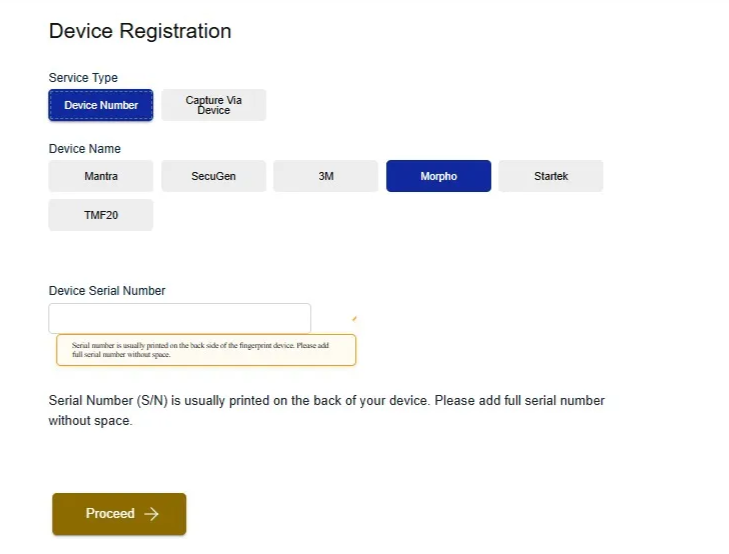 Device Registration
Service Type
Device Number
Capture Via
Device
Device Name
Mantra
SecuGen
3M
Morpho
Startek
TMF20
Device Serial Number
Serial number is usually printed on the back side of the fingerprint device. Please add
full serial number without space.
Serial Number (S/N) is usually printed on the back of your device. Please add full serial number
without space.
Proceed →